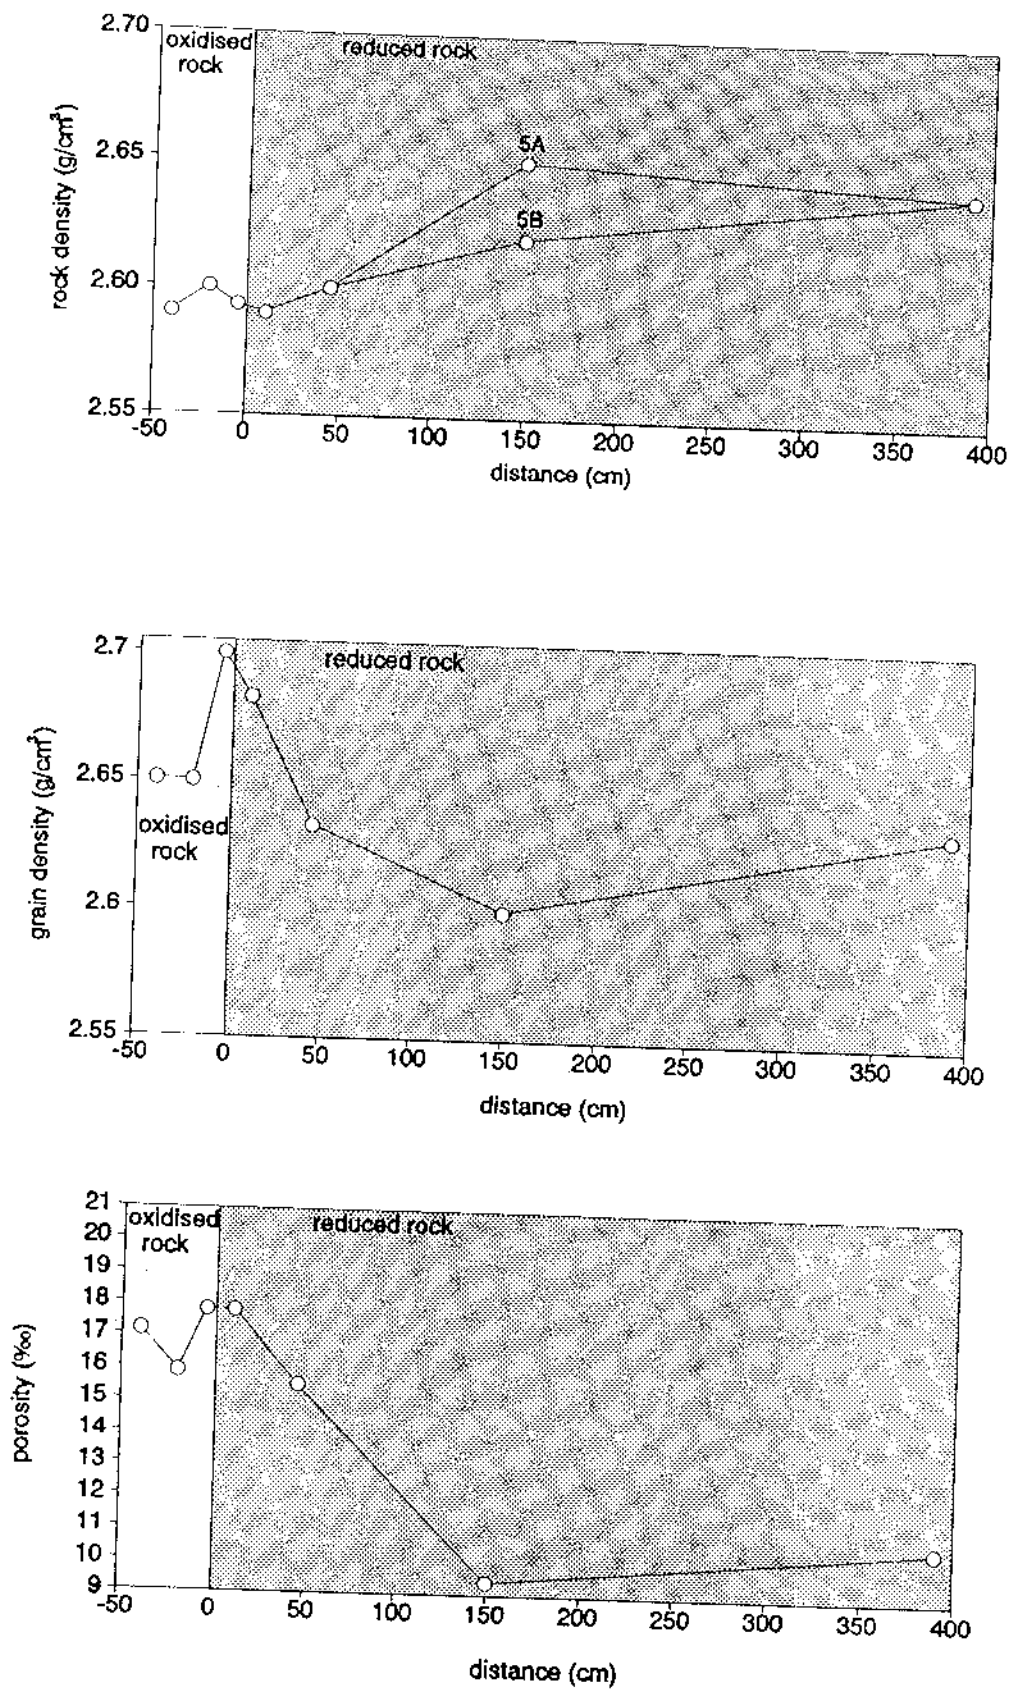 2.70
oxidised
rock
reduced rock
rock density (g/cm³)
2.65
5A
5B
2.60
2.55
-50 0 50 100 150 200 250 300 350 400
distance (cm)
2.7
reduced rock
grain density (g/cm³)
2.65
oxidised
rock
2.6
2.55
-50 0 50 100 150 200 250 300 350 400
distance (cm)
21
oxidised
rock
reduced rock
20
19
18
17
16
15
14
13
12
11
10
9
porosity (‰)
-50 0 50 100 150 200 250 300 350 400
distance (cm)